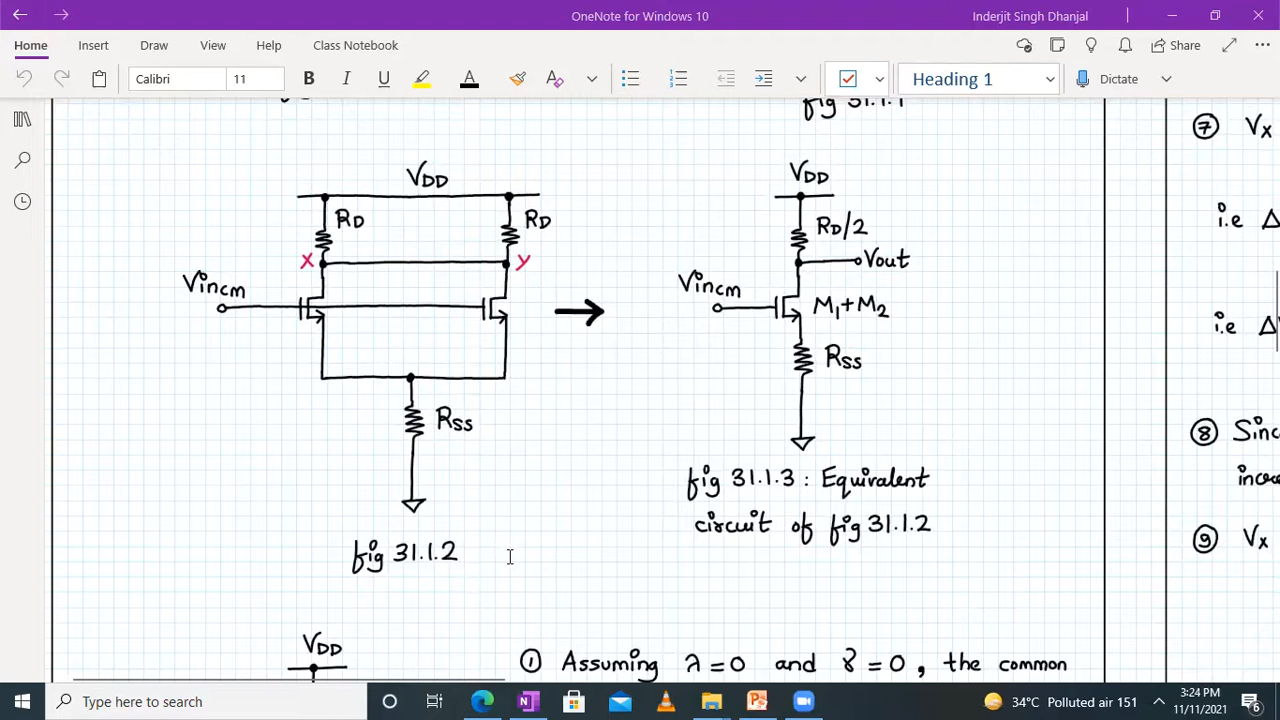 OneNote for Windows 10
Inderjit Singh Dhanjal
Home Insert Draw View Help Class Notebook
Share
Calibri 11 B I U A Heading 1 Dictate
fig 31.1.1
VDD
RD RD
X Y
Vincm
Rss
fig 31.1.2
VDD
RD/2
Vout
Vincm
M1+M2
Rss
fig 31.1.3 : Equivalent
circuit of fig 31.1.2
VDD
① Assuming λ=0 and γ=0, the common
⑦ Vx
i.e Δ
i.e Δ
⑧ Sinc
incre
⑨ Vx
Type here to search
34°C Polluted air 151
3:24 PM
11/11/2021
6